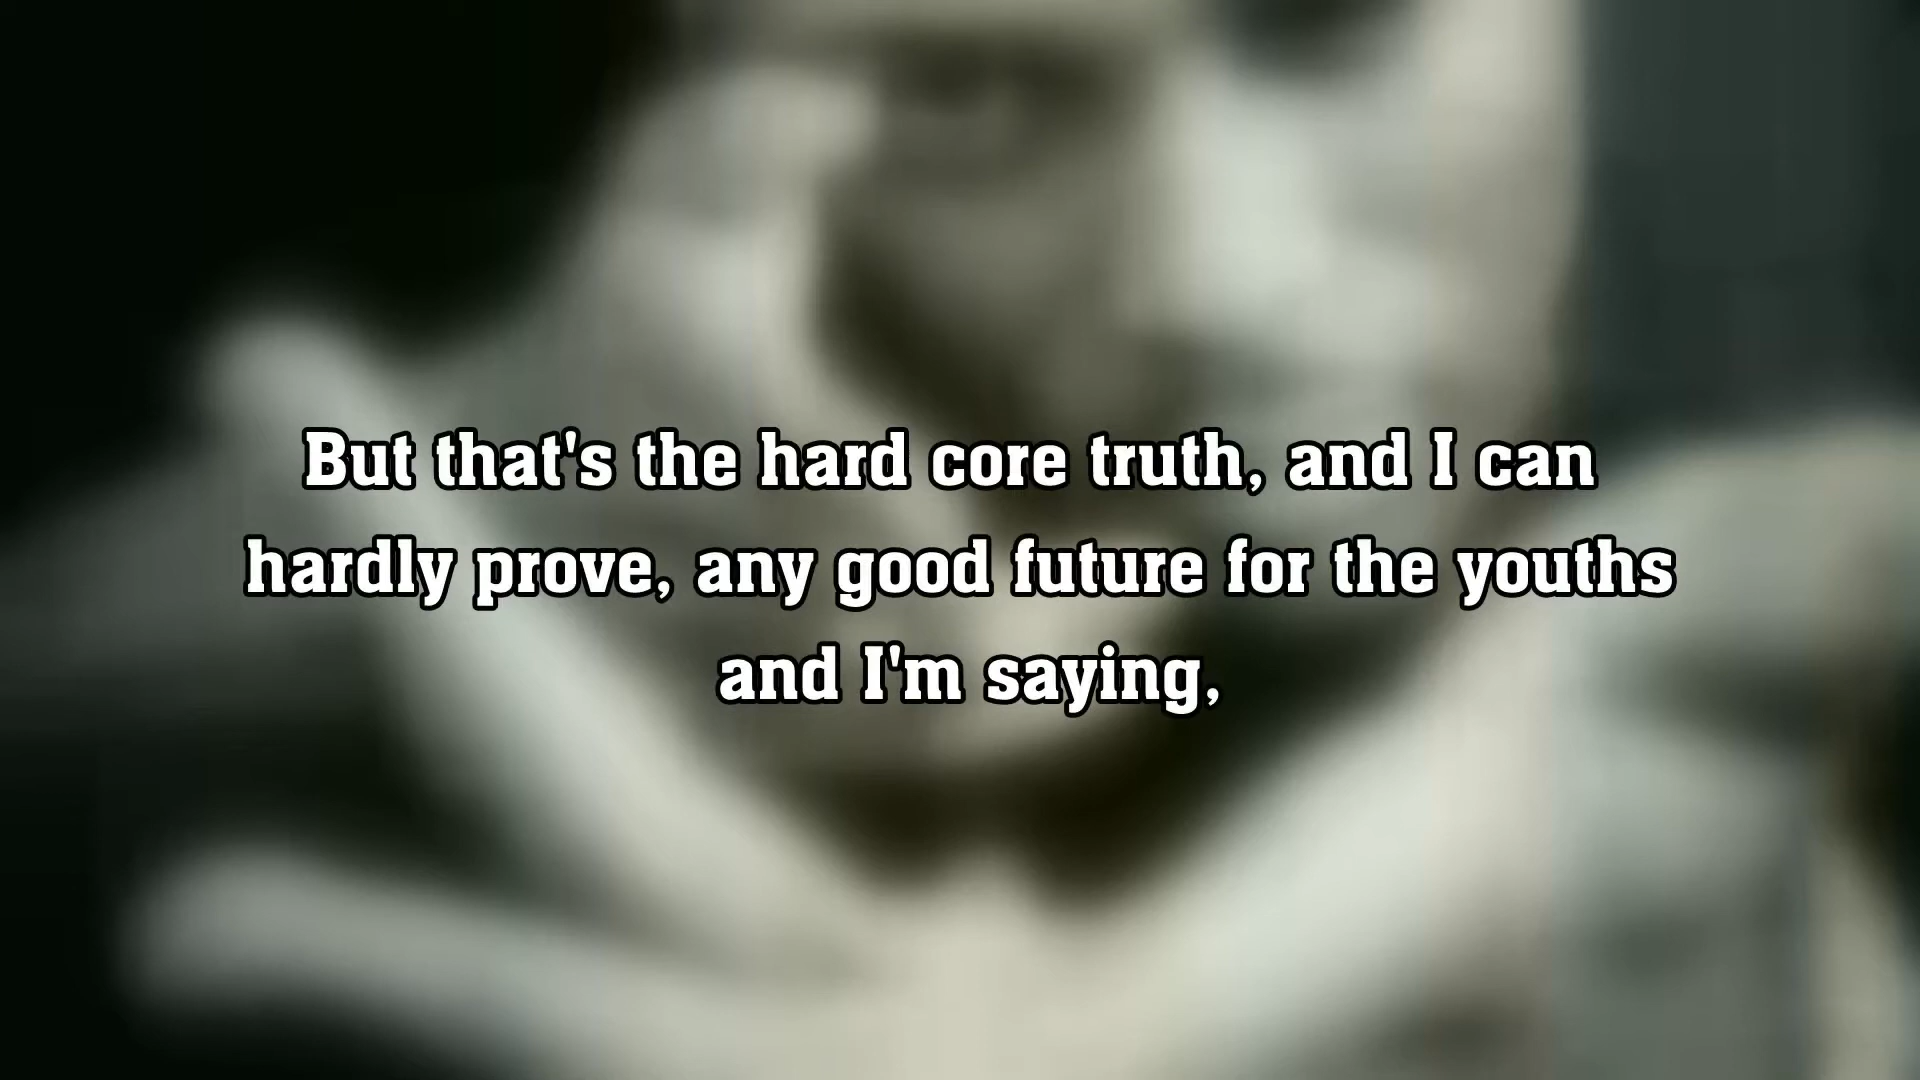 But that's the hard core truth, and I can
hardly prove, any good future for the youths
and I'm saying,